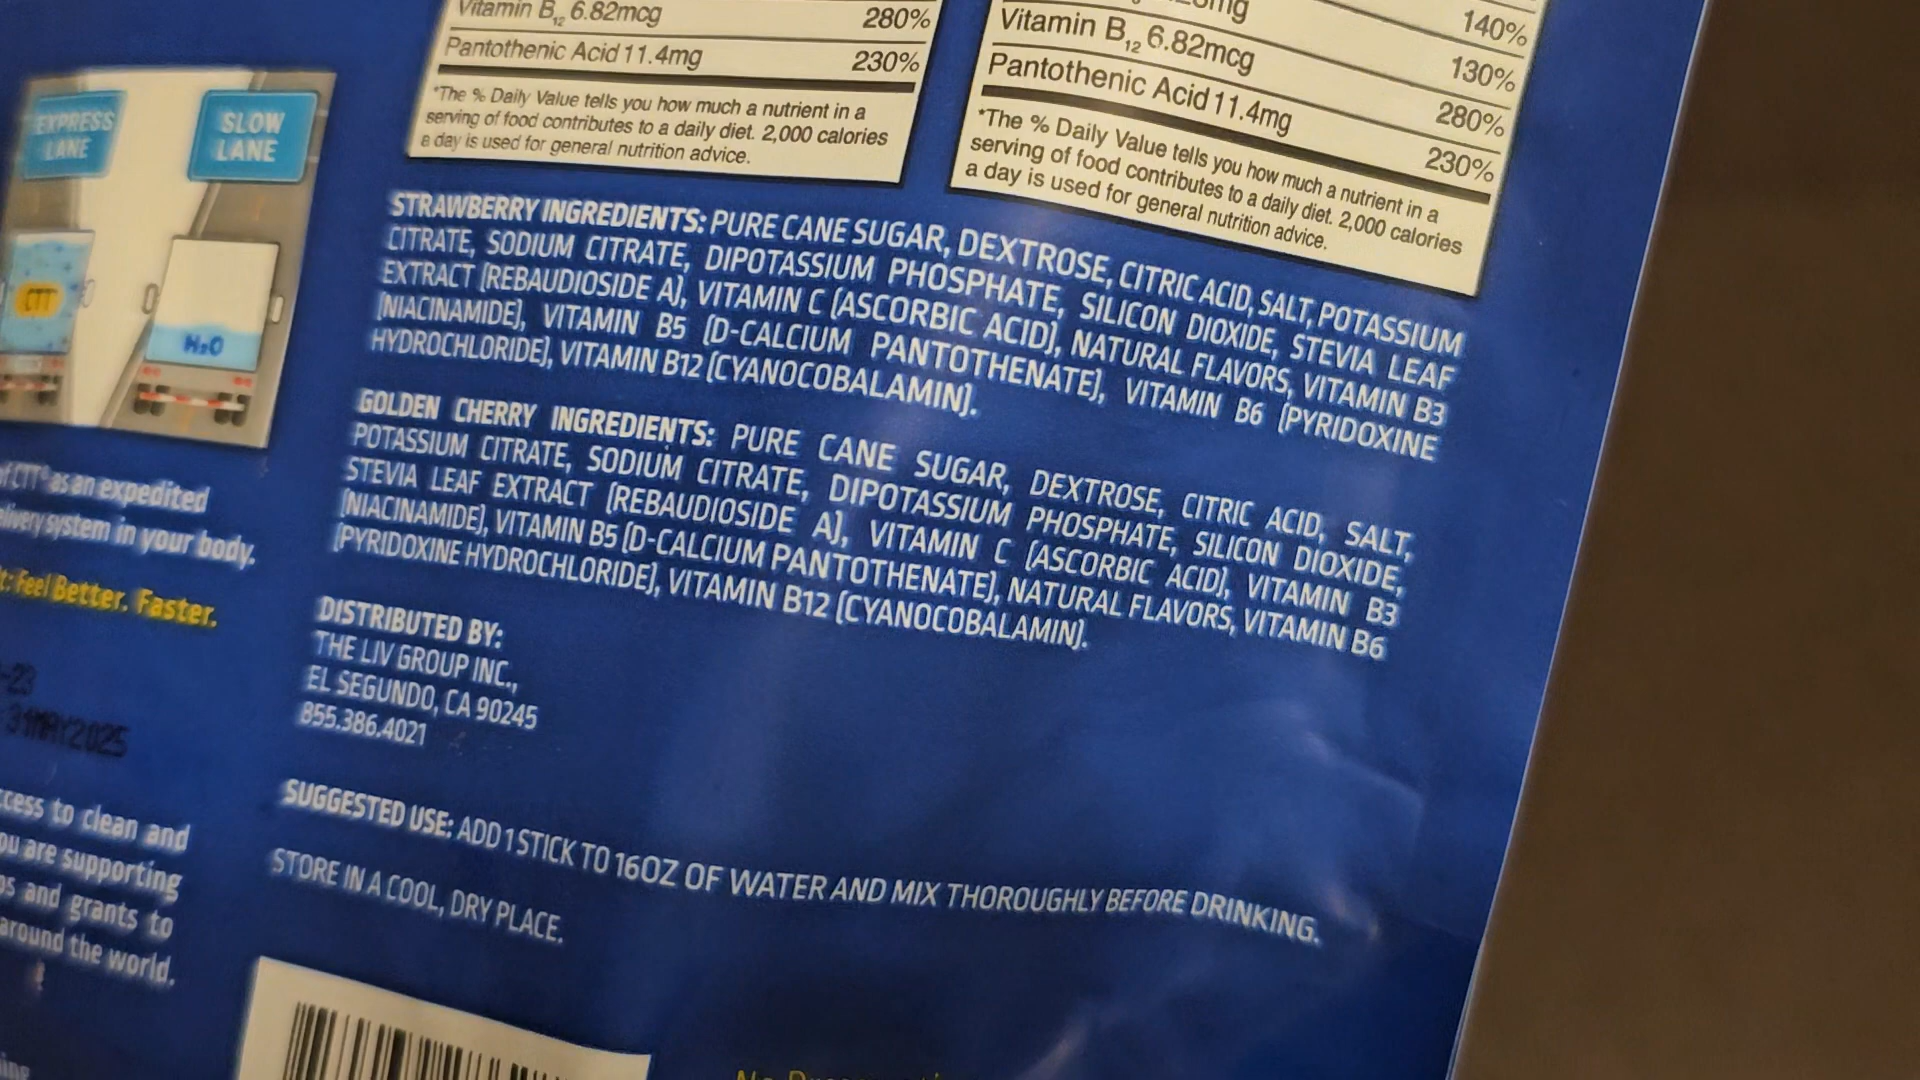 Vitamin B12 6.82mcg 280%
Pantothenic Acid 11.4mg 230%
*The % Daily Value tells you how much a nutrient in a
serving of food contributes to a daily diet. 2,000 calories
a day is used for general nutrition advice.
140%
130%
Vitamin B12 6.82mcg 280%
Pantothenic Acid 11.4mg 230%
*The % Daily Value tells you how much a nutrient in a
serving of food contributes to a daily diet. 2,000 calories
a day is used for general nutrition advice.
EXPRESS
LANE
SLOW
LANE
CTT
H2O
as an expedited
system in your body.
Feel Better. Faster.
31MAY2025
to clean and
are supporting
and grants to
around the world.
STRAWBERRY INGREDIENTS: PURE CANE SUGAR, DEXTROSE, CITRIC ACID, SALT, POTASSIUM
CITRATE, SODIUM CITRATE, DIPOTASSIUM PHOSPHATE, SILICON DIOXIDE, STEVIA LEAF
EXTRACT (REBAUDIOSIDE A), VITAMIN C (ASCORBIC ACID), NATURAL FLAVORS, VITAMIN B3
(NIACINAMIDE), VITAMIN B5 (D-CALCIUM PANTOTHENATE), VITAMIN B6 (PYRIDOXINE
HYDROCHLORIDE), VITAMIN B12 (CYANOCOBALAMIN).
GOLDEN CHERRY INGREDIENTS: PURE CANE SUGAR, DEXTROSE, CITRIC ACID, SALT,
POTASSIUM CITRATE, SODIUM CITRATE, DIPOTASSIUM PHOSPHATE, SILICON DIOXIDE,
STEVIA LEAF EXTRACT (REBAUDIOSIDE A), VITAMIN C (ASCORBIC ACID), VITAMIN B3
(NIACINAMIDE), VITAMIN B5 (D-CALCIUM PANTOTHENATE), NATURAL FLAVORS, VITAMIN B6
(PYRIDOXINE HYDROCHLORIDE), VITAMIN B12 (CYANOCOBALAMIN).
DISTRIBUTED BY:
THE LIV GROUP INC.,
EL SEGUNDO, CA 90245
855.386.4021
SUGGESTED USE: ADD 1 STICK TO 16OZ OF WATER AND MIX THOROUGHLY BEFORE DRINKING.
STORE IN A COOL, DRY PLACE.